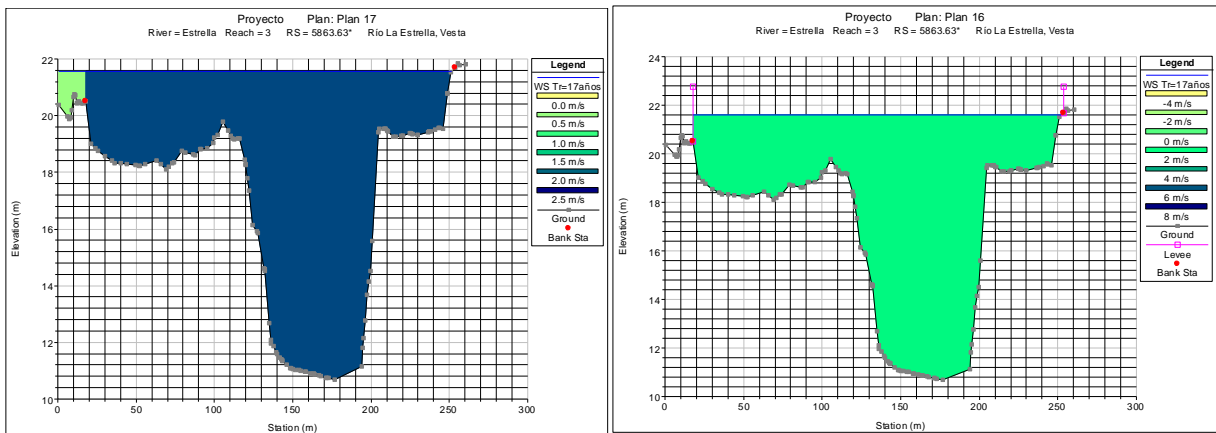 Proyecto Plan: Plan 17
River = Estrella Reach = 3 RS = 5863.63* Río La Estrella, Vesta
22
20
18
16
14
12
10
Elevation (m)
0 50 100 150 200 250 300
Station (m)
Legend
WS Tr=17años
0.0 m/s
0.5 m/s
1.0 m/s
1.5 m/s
2.0 m/s
2.5 m/s
Ground
Bank Sta
Proyecto Plan: Plan 16
River = Estrella Reach = 3 RS = 5863.63* Río La Estrella, Vesta
24
22
20
18
16
14
12
10
Elevation (m)
0 50 100 150 200 250 300
Station (m)
Legend
WS Tr=17años
-4 m/s
-2 m/s
0 m/s
2 m/s
4 m/s
6 m/s
8 m/s
Ground
Levee
Bank Sta